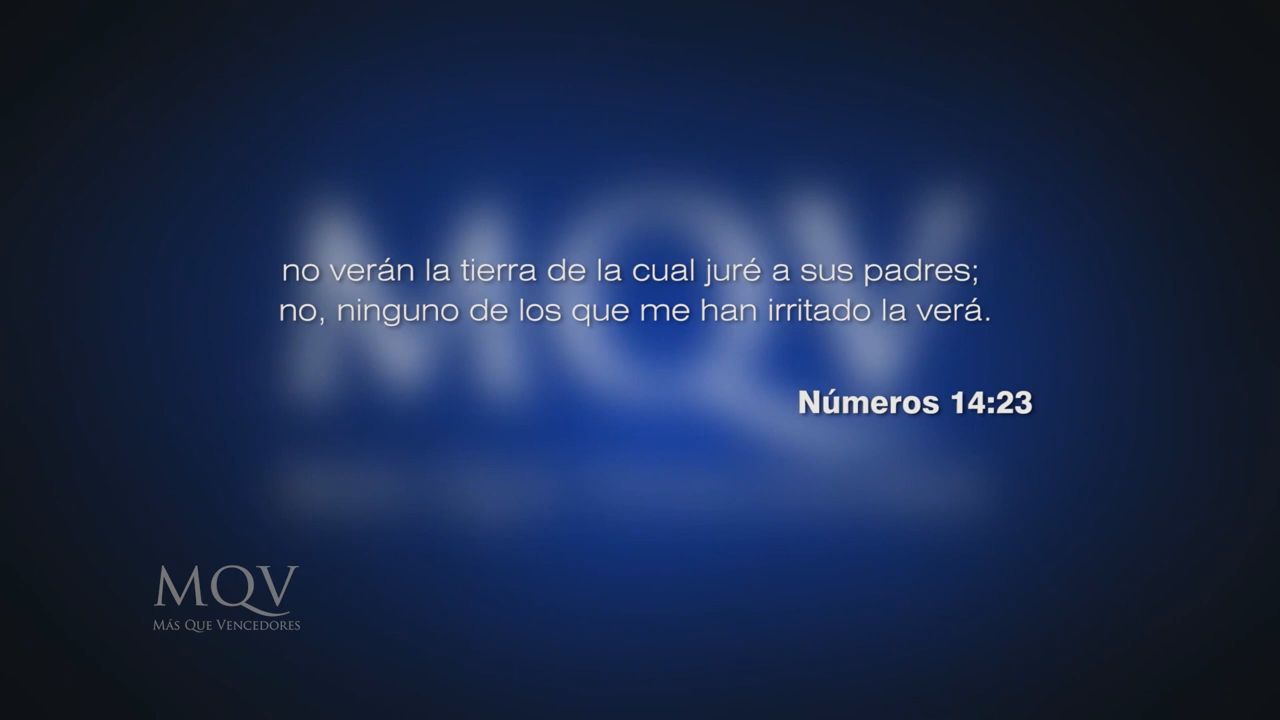 no verán la tierra de la cual juré a sus padres;
no, ninguno de los que me han irritado la verá.
Números 14:23
MQV
MQV
MÁS QUE VENCEDORES